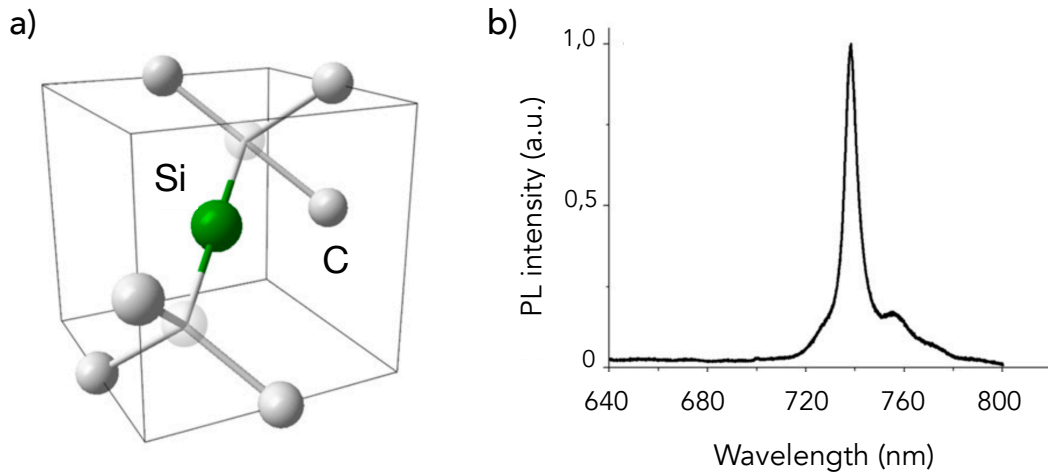 a)
Si
C
b)
PL intensity (a.u.)
1,0
0,5
0
640 680 720 760 800
Wavelength (nm)